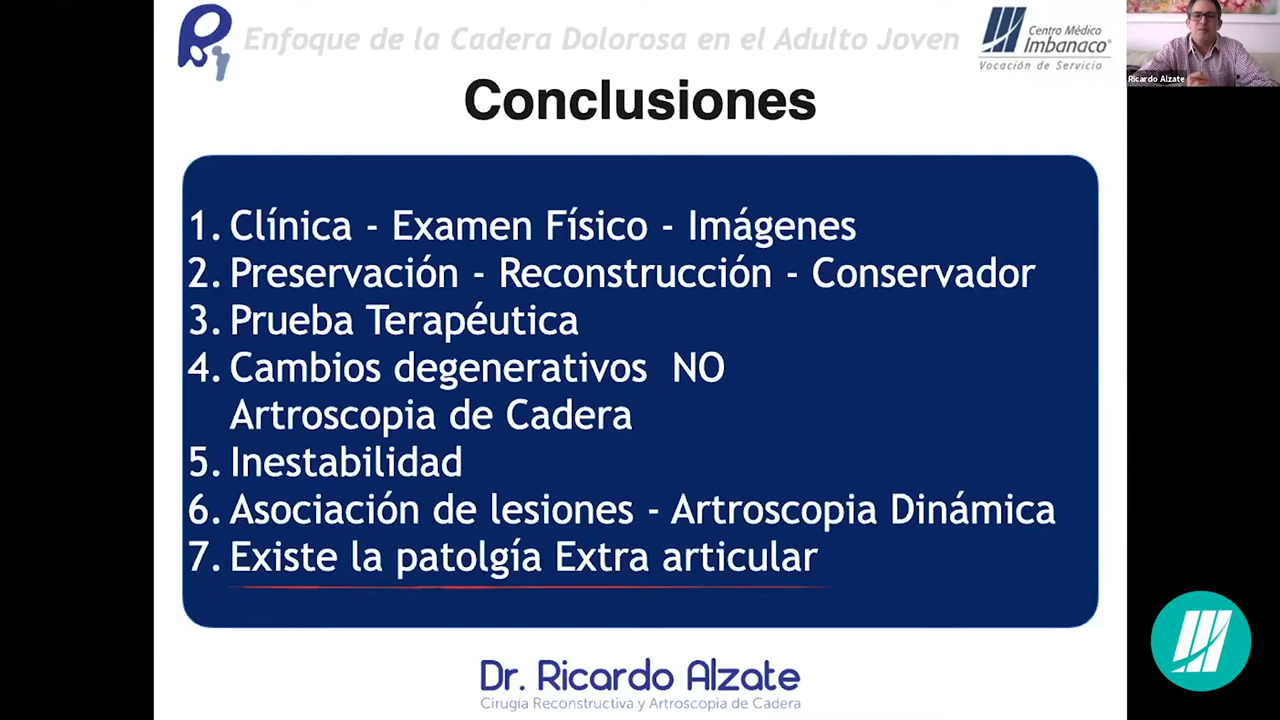 Enfoque de la Cadera Dolorosa en el Adulto Joven
Centro Médico
Imbanaco®
Vocación de Servicio
Ricardo Alzate
Conclusiones
1. Clínica - Examen Físico - Imágenes
2. Preservación - Reconstrucción - Conservador
3. Prueba Terapéutica
4. Cambios degenerativos NO
Artroscopia de Cadera
5. Inestabilidad
6. Asociación de lesiones - Artroscopia Dinámica
7. Existe la patolgía Extra articular
Dr. Ricardo Alzate
Cirugía Reconstructiva y Artroscopia de Cadera